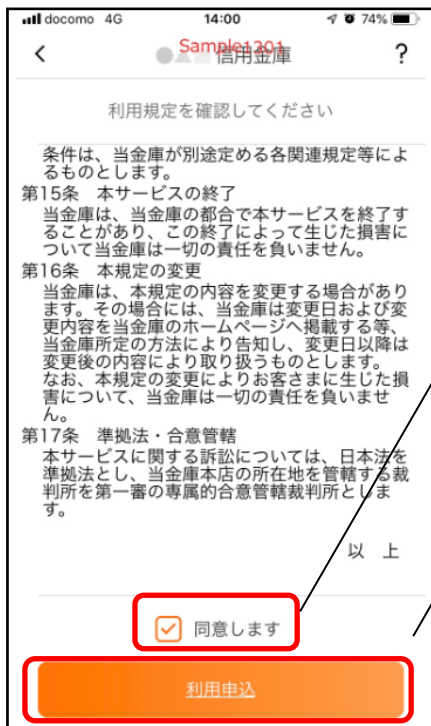 docomo 4G 14:00 74%
Sample1201
信用金庫 ?
利用規定を確認してください
条件は、当金庫が別途定める各関連規定等によ
るものとします。
第15条 本サービスの終了
当金庫は、当金庫の都合で本サービスを終了す
ることがあり、この終了によって生じた損害に
ついて当金庫は一切の責任を負いません。
第16条 本規定の変更
当金庫は、本規定の内容を変更する場合があり
ます。その場合には、当金庫は変更日および変
更内容を当金庫のホームページへ掲載する等、
当金庫所定の方法により告知し、変更日以降は
変更後の内容により取り扱うものとします。
なお、本規定の変更によりお客さまに生じた損
害について、当金庫は一切の責任を負いませ
ん。
第17条 準拠法・合意管轄
本サービスに関する訴訟については、日本法を
準拠法とし、当金庫本店の所在地を管轄する裁
判所を第一審の専属的合意管轄裁判所としま
す。
以 上
同意します
利用申込